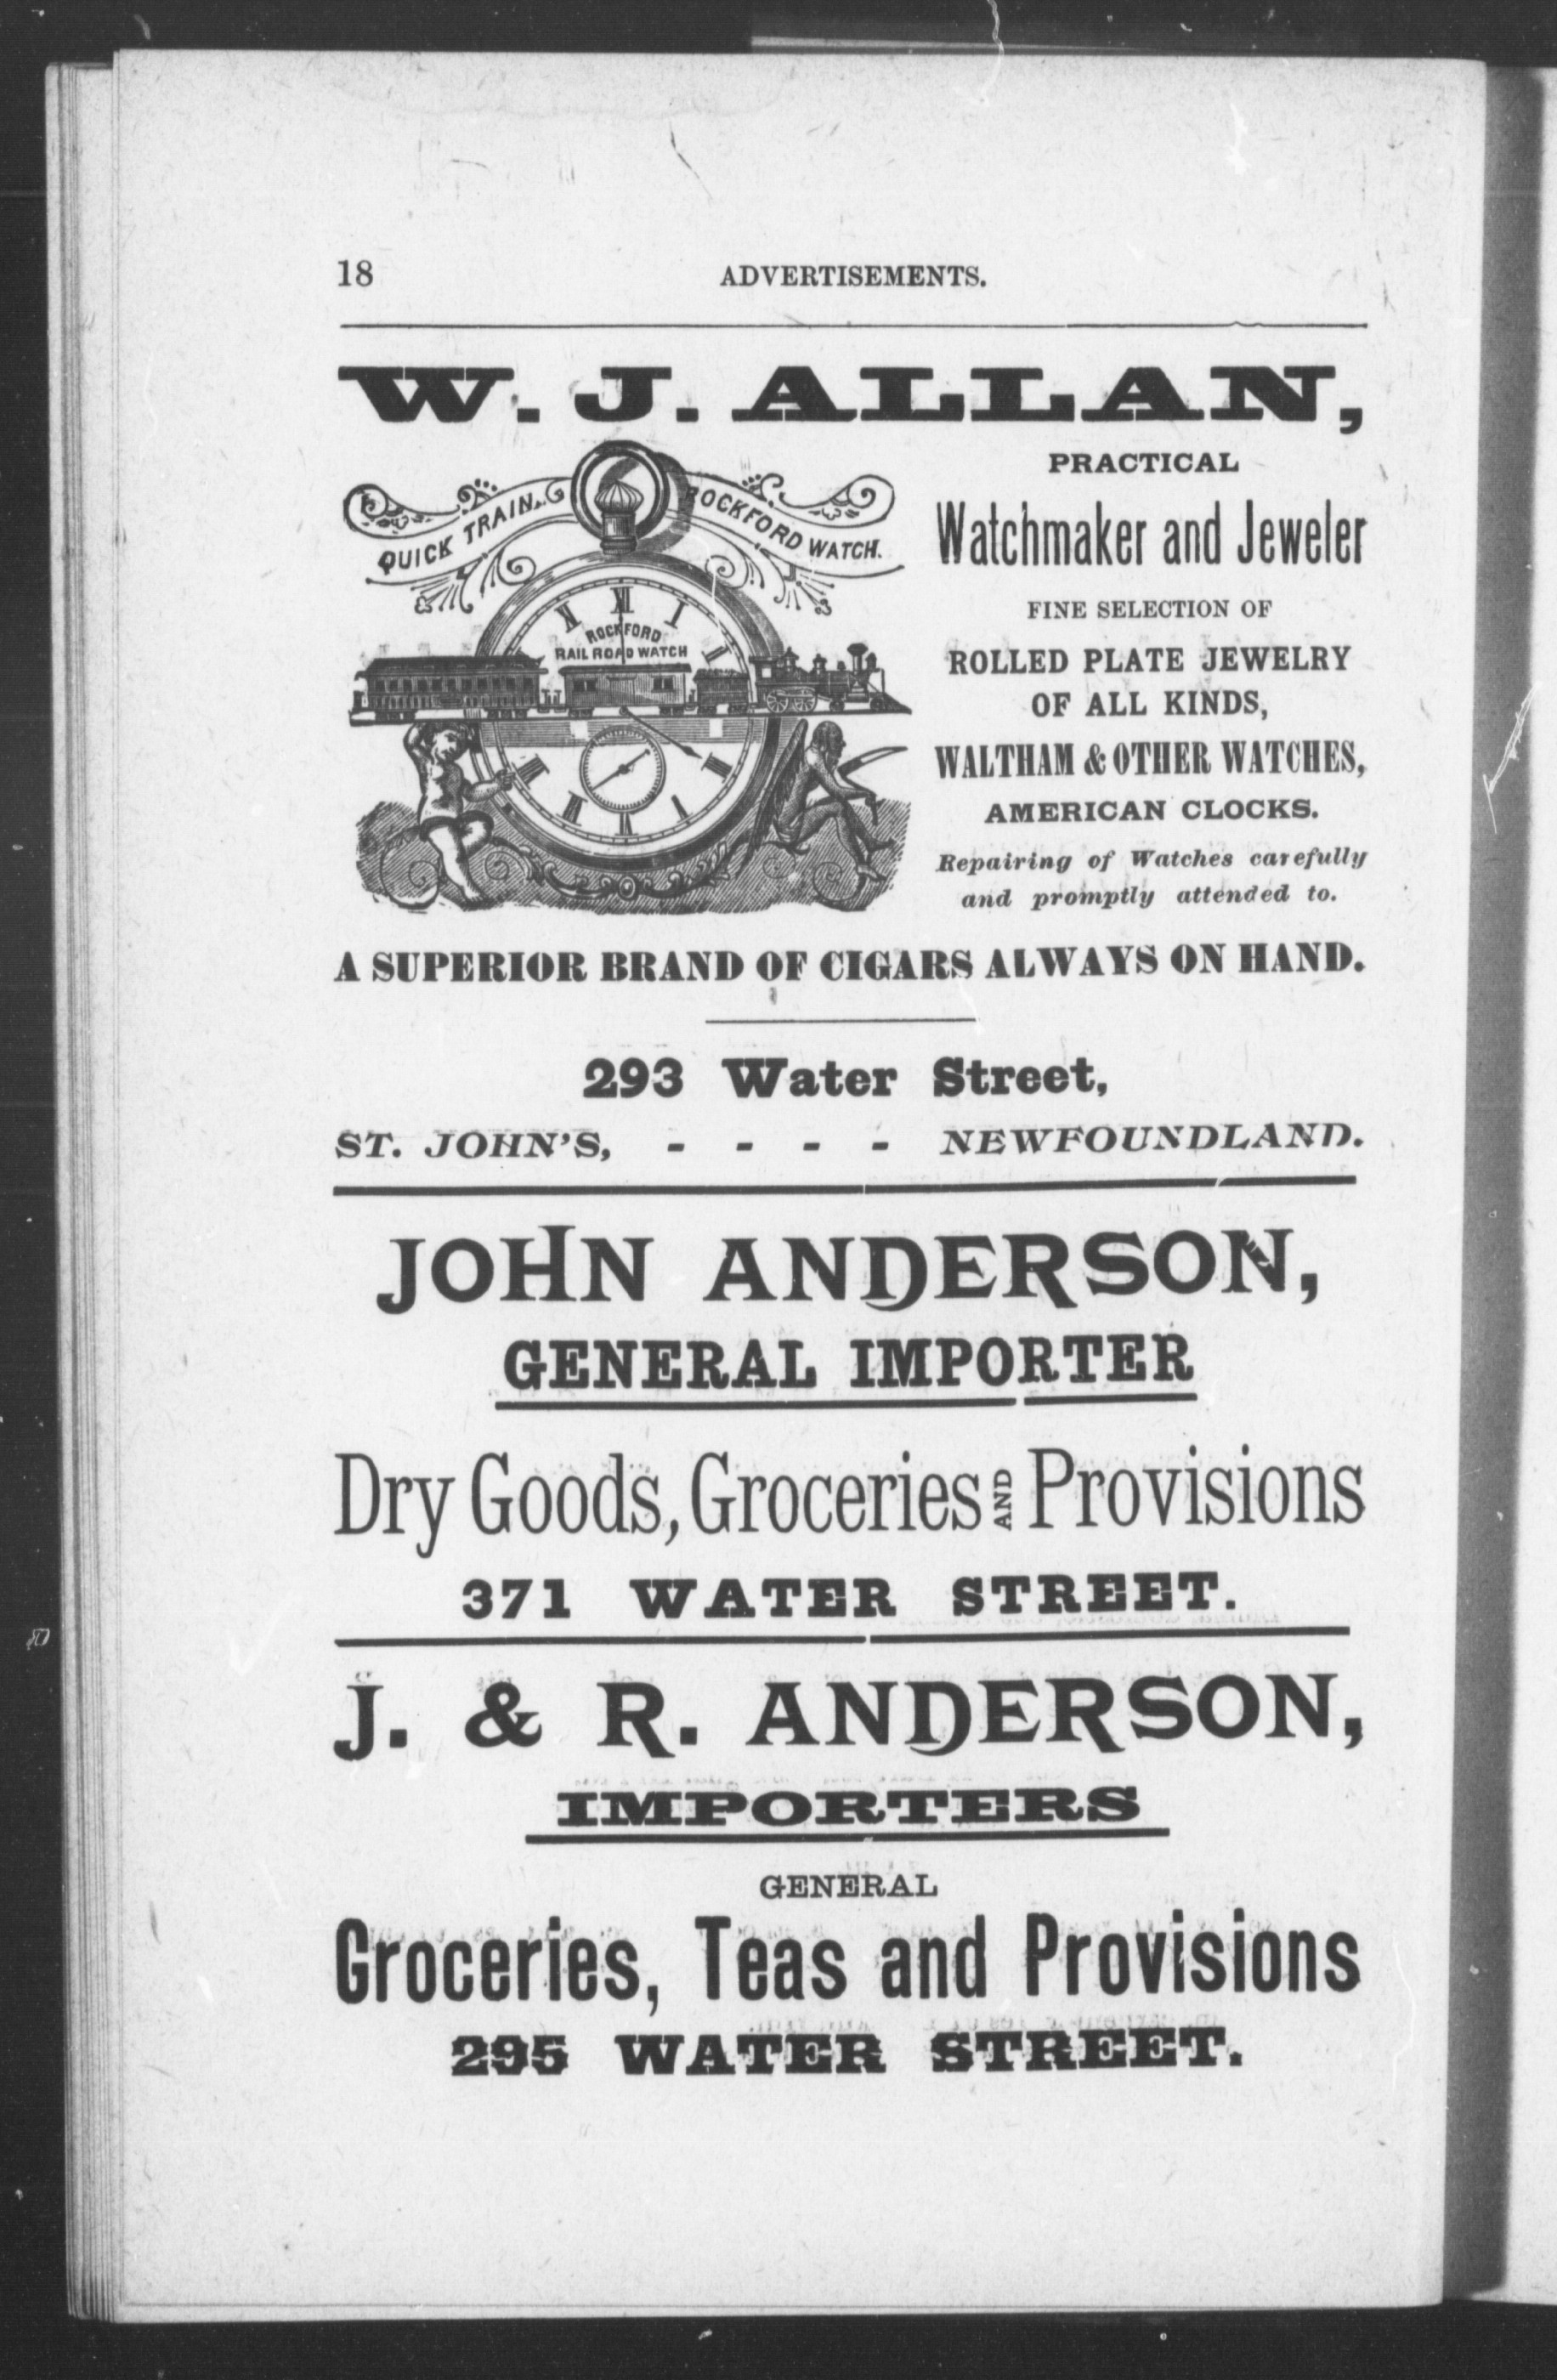 18
ADVERTISEMENTS.
W. J. ALLAN,
QUICK TRAIN.
ROCKFORD WATCH.
ROCKFORD
RAIL ROAD WATCH
PRACTICAL
Watchmaker and Jeweler
FINE SELECTION OF
ROLLED PLATE JEWELRY
OF ALL KINDS,
WALTHAM & OTHER WATCHES,
AMERICAN CLOCKS.
Repairing of Watches carefully
and promptly attended to.
A SUPERIOR BRAND OF CIGARS ALWAYS ON HAND.
293 Water Street,
ST. JOHN'S, - - - - NEWFOUNDLAND.
JOHN ANDERSON,
GENERAL IMPORTER
Dry Goods, Groceries AND Provisions
371 WATER STREET.
J. & R. ANDERSON,
IMPORTERS
GENERAL
Groceries, Teas and Provisions
295 WATER STREET.